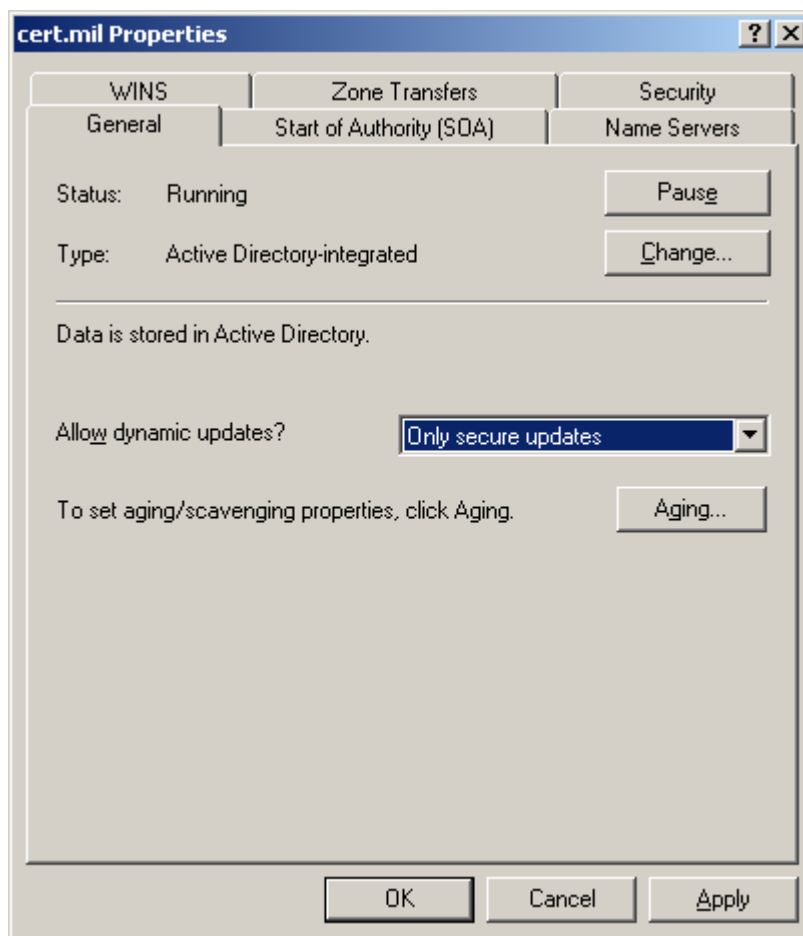 cert.mil Properties
WINS Zone Transfers Security
General Start of Authority (SOA) Name Servers
Status: Running Pause
Type: Active Directory-integrated Change...
Data is stored in Active Directory.
Allow dynamic updates? Only secure updates
To set aging/scavenging properties, click Aging. Aging...
OK Cancel Apply